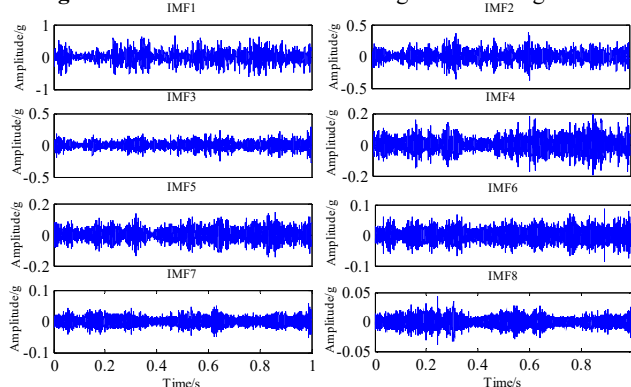 IMF1
IMF2
Amplitude/g
1
0
-1
Amplitude/g
0.5
0
-0.5
IMF3
IMF4
Amplitude/g
0.5
0
-0.5
Amplitude/g
0.2
0
-0.2
IMF5
IMF6
Amplitude/g
0.2
0
-0.2
Amplitude/g
0.1
0
-0.1
IMF7
IMF8
Amplitude/g
0.1
0
-0.1
0 0.2 0.4 0.6 0.8 1
Time/s
Amplitude/g
0.05
0
-0.05
0 0.2 0.4 0.6 0.8
Time/s